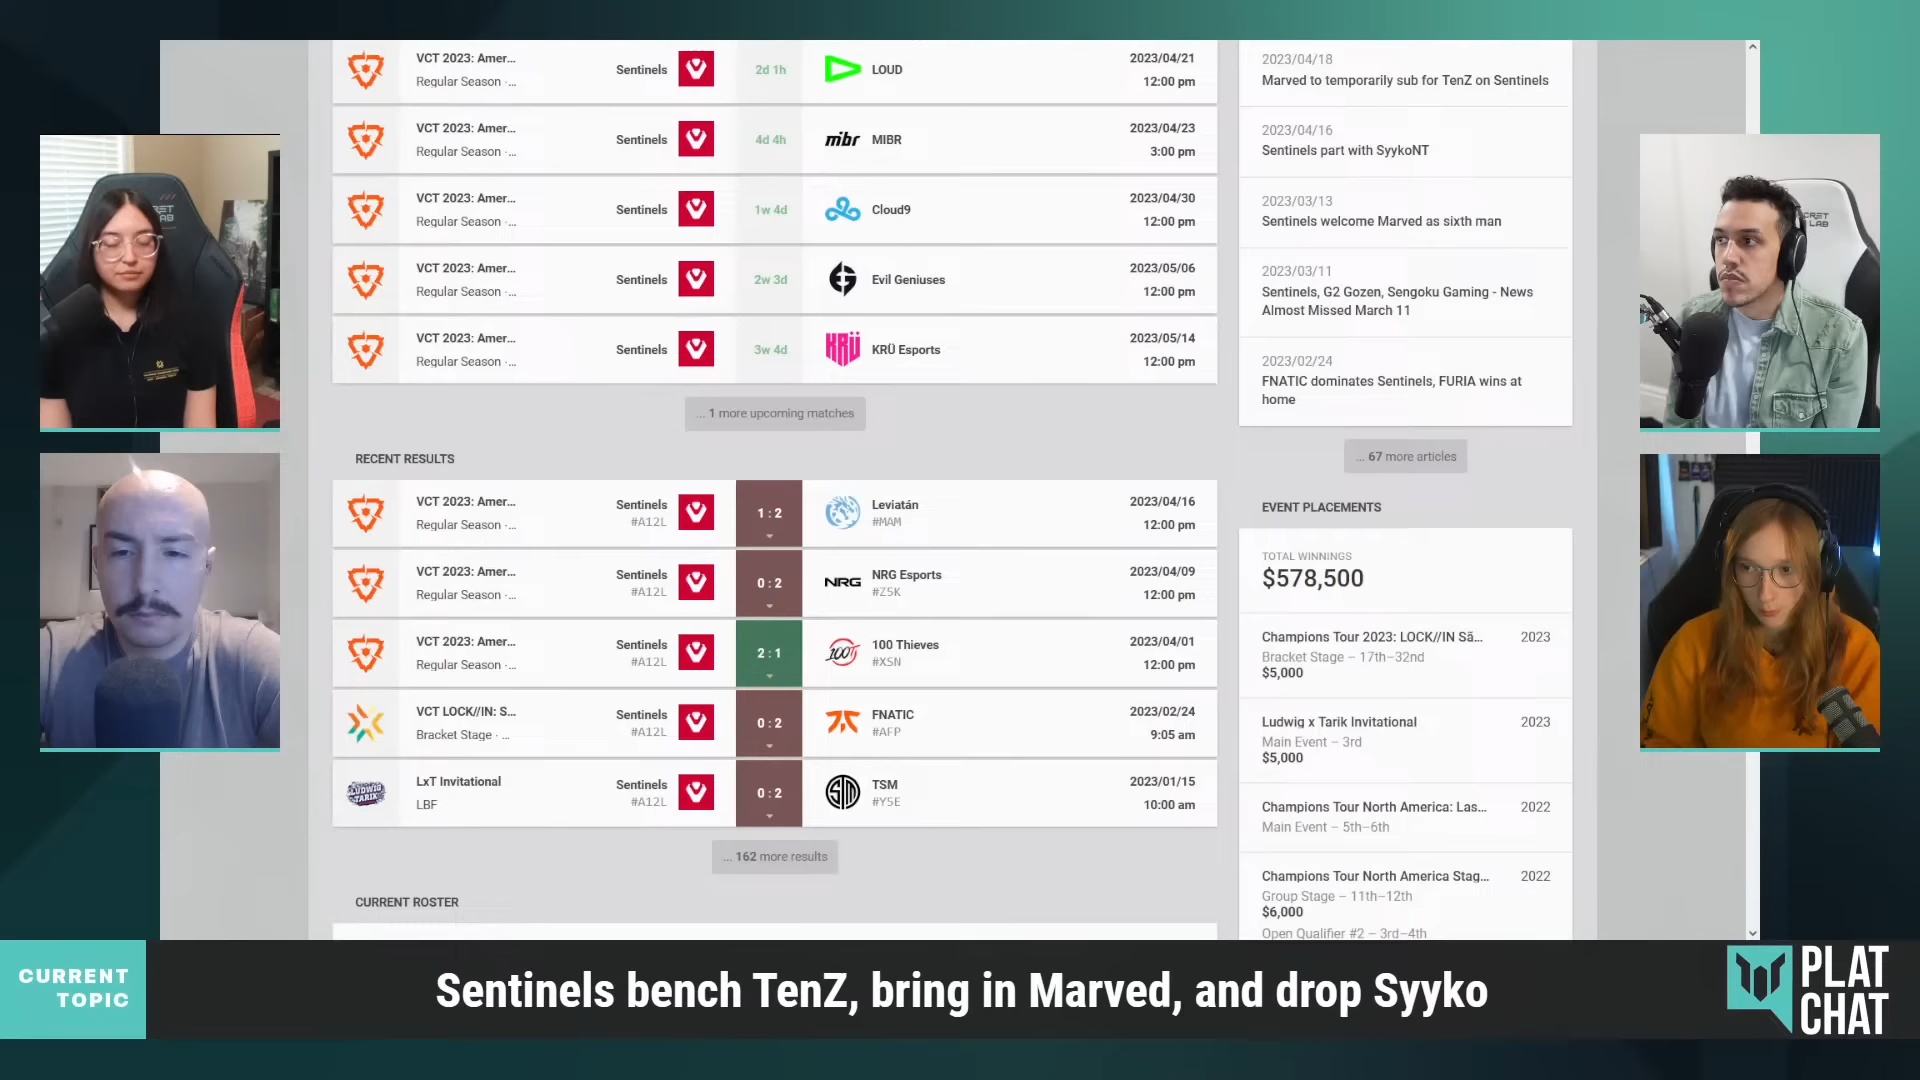 VCT 2023: Amer...
Regular Season ·...
Sentinels
2d 1h
LOUD
2023/04/21
12:00 pm
VCT 2023: Amer...
Regular Season ·...
Sentinels
4d 4h
mibr
MIBR
2023/04/23
3:00 pm
VCT 2023: Amer...
Regular Season ·...
Sentinels
1w 4d
Cloud9
2023/04/30
12:00 pm
VCT 2023: Amer...
Regular Season ·...
Sentinels
2w 3d
Evil Geniuses
2023/05/06
12:00 pm
VCT 2023: Amer...
Regular Season ·...
Sentinels
3w 4d
KRÜ
KRÜ Esports
2023/05/14
12:00 pm
... 1 more upcoming matches
RECENT RESULTS
VCT 2023: Amer...
Regular Season ·...
Sentinels
#A12L
1 : 2
Leviatán
#MAM
2023/04/16
12:00 pm
VCT 2023: Amer...
Regular Season ·...
Sentinels
#A12L
0 : 2
NRG
NRG Esports
#Z5K
2023/04/09
12:00 pm
VCT 2023: Amer...
Regular Season ·...
Sentinels
#A12L
2 : 1
100T
100 Thieves
#XSN
2023/04/01
12:00 pm
VCT LOCK//IN: S...
Bracket Stage · ...
Sentinels
#A12L
0 : 2
FNATIC
#AFP
2023/02/24
9:05 am
LUDWIG
TARIK
LxT Invitational
LBF
Sentinels
#A12L
0 : 2
TSM
TSM
#Y5E
2023/01/15
10:00 am
... 162 more results
CURRENT ROSTER
2023/04/18
Marved to temporarily sub for TenZ on Sentinels
2023/04/16
Sentinels part with SyykoNT
2023/03/13
Sentinels welcome Marved as sixth man
2023/03/11
Sentinels, G2 Gozen, Sengoku Gaming - News
Almost Missed March 11
2023/02/24
FNATIC dominates Sentinels, FURIA wins at
home
... 67 more articles
EVENT PLACEMENTS
TOTAL WINNINGS
$578,500
Champions Tour 2023: LOCK//IN Sã...
2023
Bracket Stage – 17th–32nd
$5,000
Ludwig x Tarik Invitational
2023
Main Event – 3rd
$5,000
Champions Tour North America: Las...
2022
Main Event – 5th–6th
Champions Tour North America Stag...
2022
Group Stage – 11th–12th
$6,000
Open Qualifier #2 – 3rd–4th
CURRENT
TOPIC
Sentinels bench TenZ, bring in Marved, and drop Syyko
PLAT
CHAT